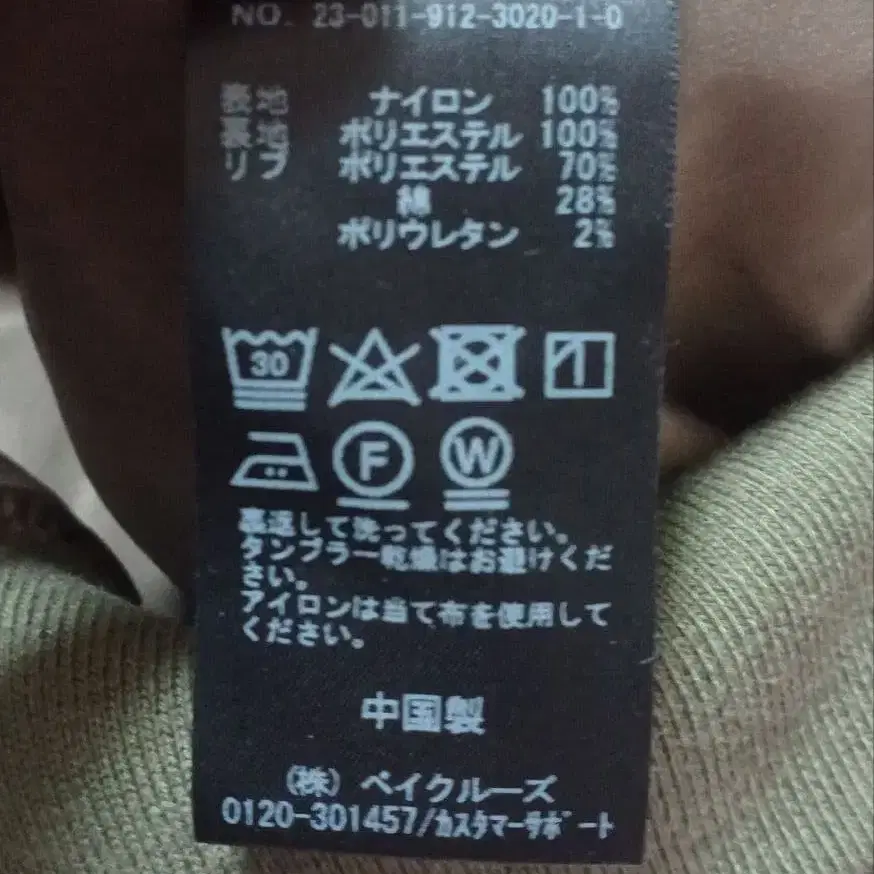 NO. 23-011-912-3020-1-0
表地 ナイロン 100%
裏地 ポリエステル 100%
リブ ポリエステル 70%
綿 28%
ポリウレタン 2%
30
F W
裏返して洗ってください。
タンブラー乾燥はお避けくだ
さい。
アイロンは当て布を使用して
ください。
中国製
(株) ベイクルーズ
0120-301457/カスタマーサポート